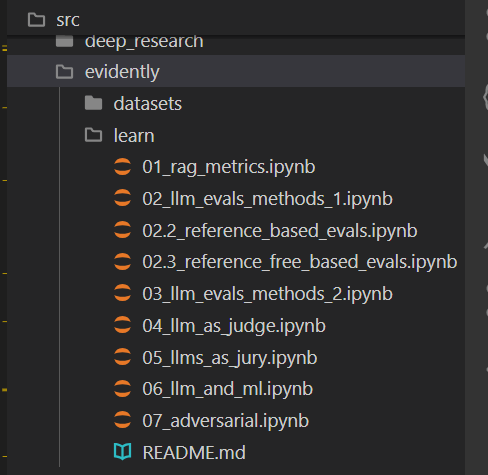 src
deep_research
evidently
datasets
learn
01_rag_metrics.ipynb
02_llm_evals_methods_1.ipynb
02.2_reference_based_evals.ipynb
02.3_reference_free_based_evals.ipynb
03_llm_evals_methods_2.ipynb
04_llm_as_judge.ipynb
05_llms_as_jury.ipynb
06_llm_and_ml.ipynb
07_adversarial.ipynb
README.md